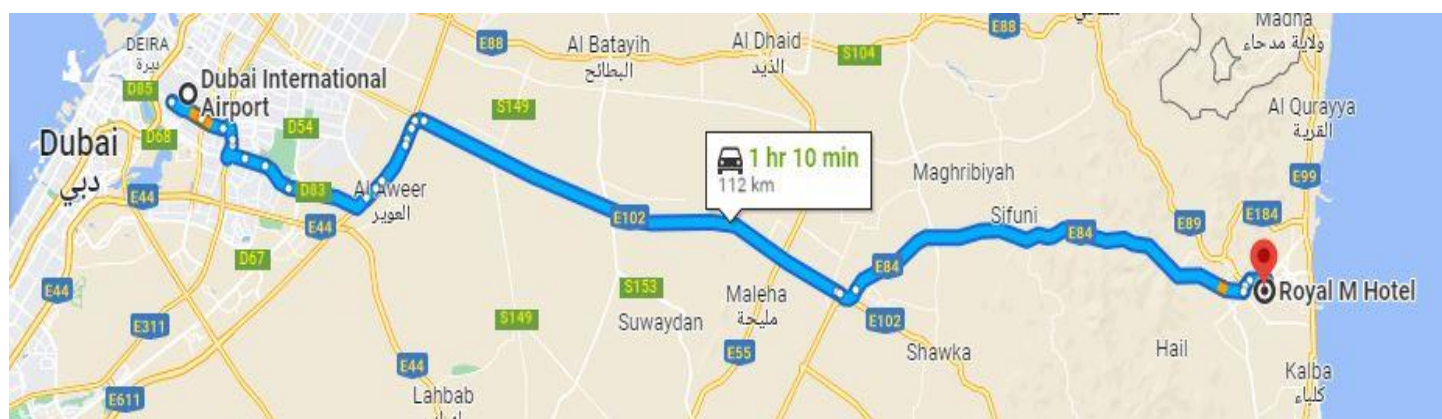 DEIRA
ديرة
D85
Dubai International
Airport
D68
Dubai
دبي
D54
E88
Al Batayih
البطائح
Al Dhaid
الذيد
S104
Madha
ولاية مدحاء
S149
Al Qurayya
القرية
1 hr 10 min
112 km
Maghribiyah
E99
D83
Al Aweer
العوير
E44
E44
E102
Sifuni
E84
E89
E184
D67
E84
E44
S153
Maleha
مليحة
Royal M Hotel
E311
S149
Suwaydan
E102
E55
Shawka
Hail
E44
Kalba
كلباء
E611
Lahbab